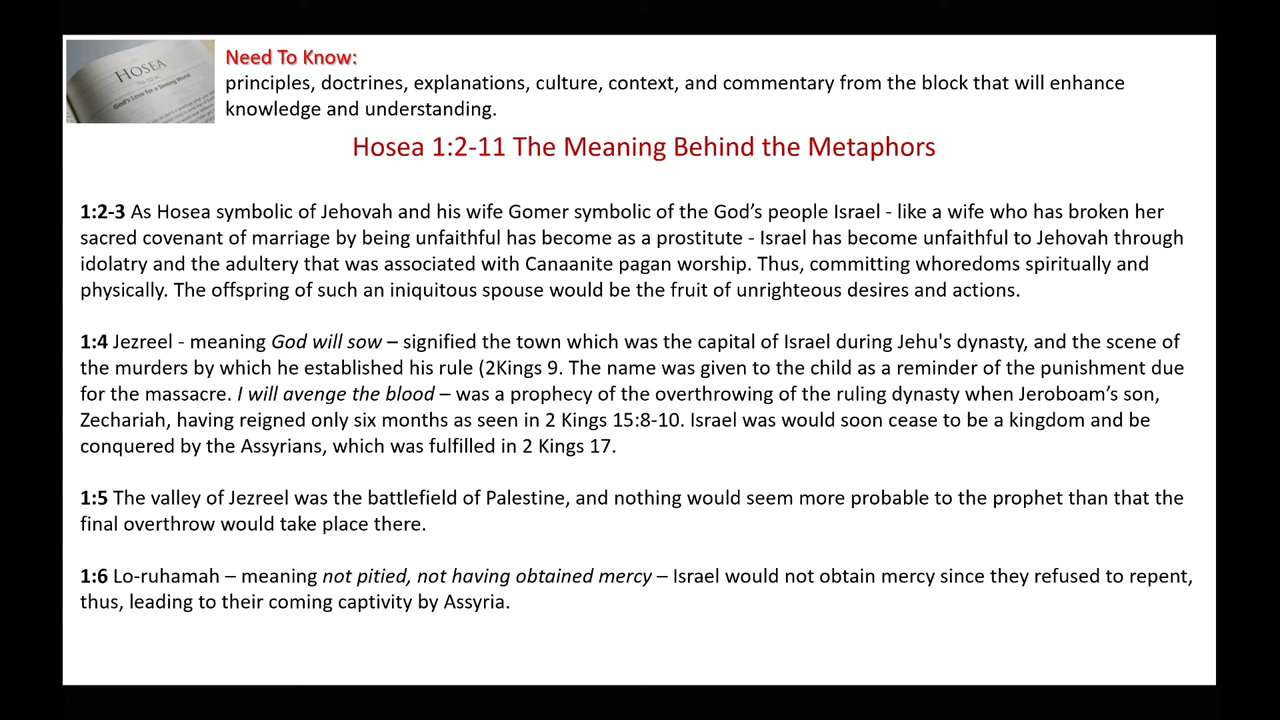 HOSEA
God's Love for a Sinning World
Need To Know:
principles, doctrines, explanations, culture, context, and commentary from the block that will enhance
knowledge and understanding.
Hosea 1:2-11 The Meaning Behind the Metaphors
1:2-3 As Hosea symbolic of Jehovah and his wife Gomer symbolic of the God's people Israel - like a wife who has broken her
sacred covenant of marriage by being unfaithful has become as a prostitute - Israel has become unfaithful to Jehovah through
idolatry and the adultery that was associated with Canaanite pagan worship. Thus, committing whoredoms spiritually and
physically. The offspring of such an iniquitous spouse would be the fruit of unrighteous desires and actions.
1:4 Jezreel - meaning God will sow – signified the town which was the capital of Israel during Jehu's dynasty, and the scene of
the murders by which he established his rule (2Kings 9. The name was given to the child as a reminder of the punishment due
for the massacre. I will avenge the blood – was a prophecy of the overthrowing of the ruling dynasty when Jeroboam's son,
Zechariah, having reigned only six months as seen in 2 Kings 15:8-10. Israel was would soon cease to be a kingdom and be
conquered by the Assyrians, which was fulfilled in 2 Kings 17.
1:5 The valley of Jezreel was the battlefield of Palestine, and nothing would seem more probable to the prophet than that the
final overthrow would take place there.
1:6 Lo-ruhamah – meaning not pitied, not having obtained mercy – Israel would not obtain mercy since they refused to repent,
thus, leading to their coming captivity by Assyria.